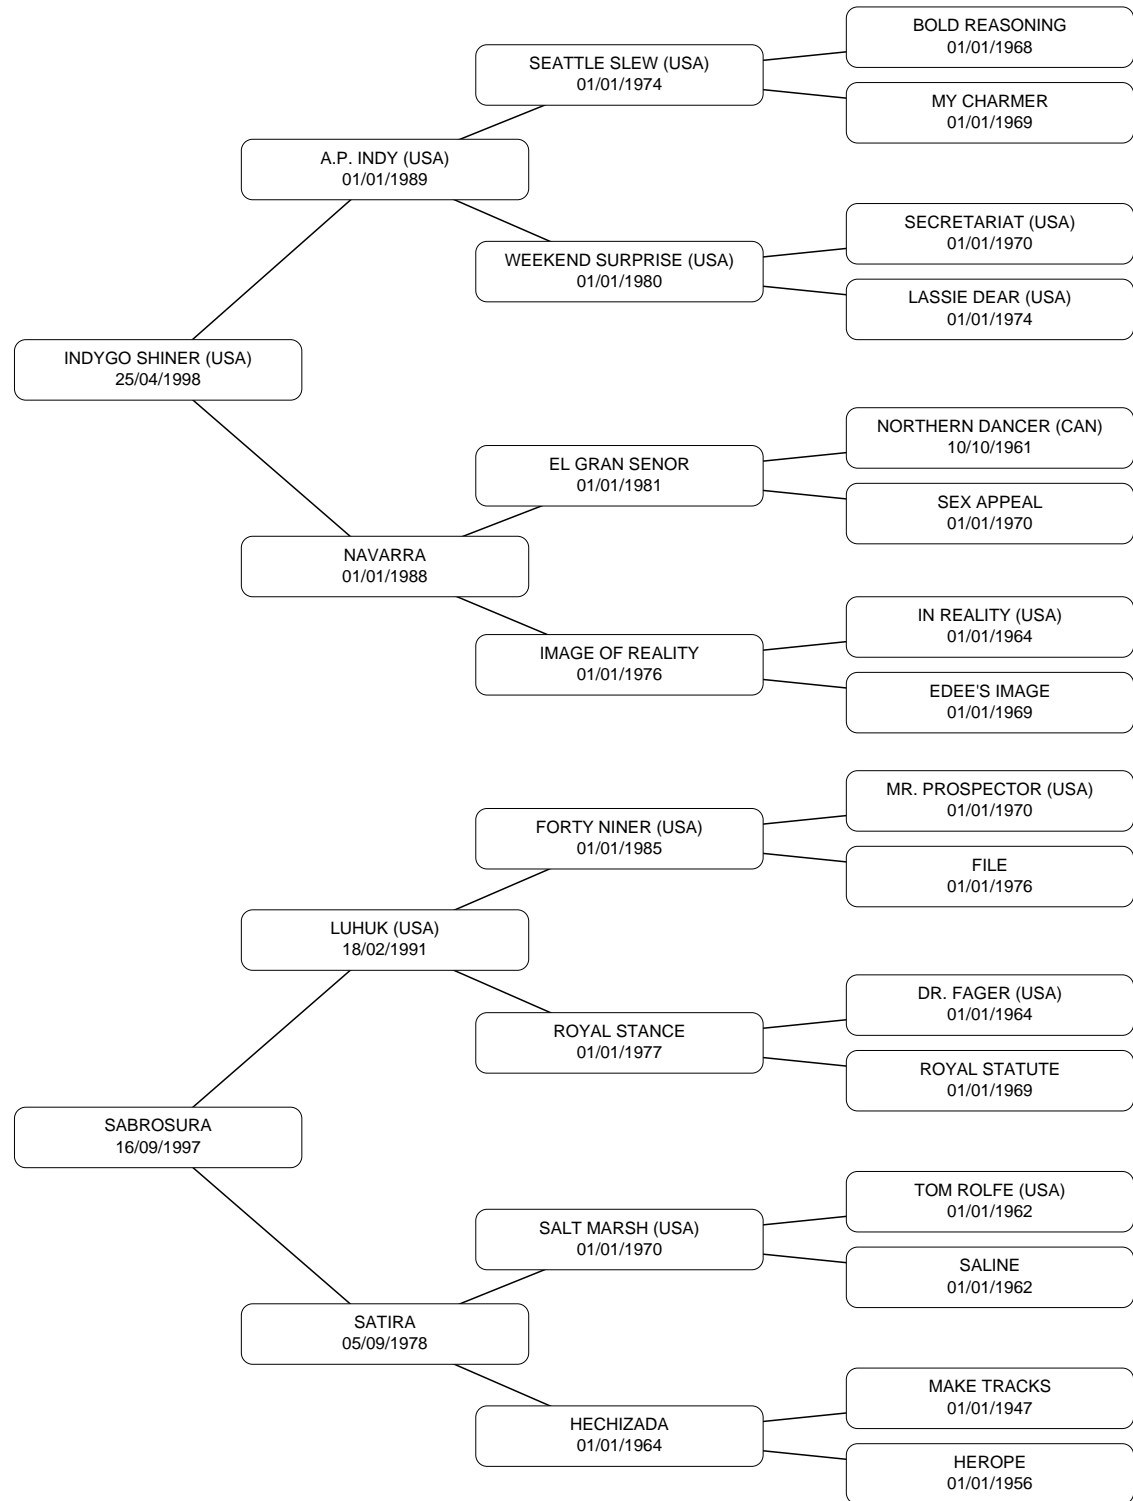 BOLD REASONING
01/01/1968
SEATTLE SLEW (USA)
01/01/1974
MY CHARMER
01/01/1969
A.P. INDY (USA)
01/01/1989
SECRETARIAT (USA)
01/01/1970
WEEKEND SURPRISE (USA)
01/01/1980
LASSIE DEAR (USA)
01/01/1974
INDYGO SHINER (USA)
25/04/1998
NORTHERN DANCER (CAN)
10/10/1961
EL GRAN SENOR
01/01/1981
SEX APPEAL
01/01/1970
NAVARRA
01/01/1988
IN REALITY (USA)
01/01/1964
IMAGE OF REALITY
01/01/1976
EDEE'S IMAGE
01/01/1969
MR. PROSPECTOR (USA)
01/01/1970
FORTY NINER (USA)
01/01/1985
FILE
01/01/1976
LUHUK (USA)
18/02/1991
DR. FAGER (USA)
01/01/1964
ROYAL STANCE
01/01/1977
ROYAL STATUTE
01/01/1969
SABROSURA
16/09/1997
TOM ROLFE (USA)
01/01/1962
SALT MARSH (USA)
01/01/1970
SALINE
01/01/1962
SATIRA
05/09/1978
MAKE TRACKS
01/01/1947
HECHIZADA
01/01/1964
HEROPE
01/01/1956